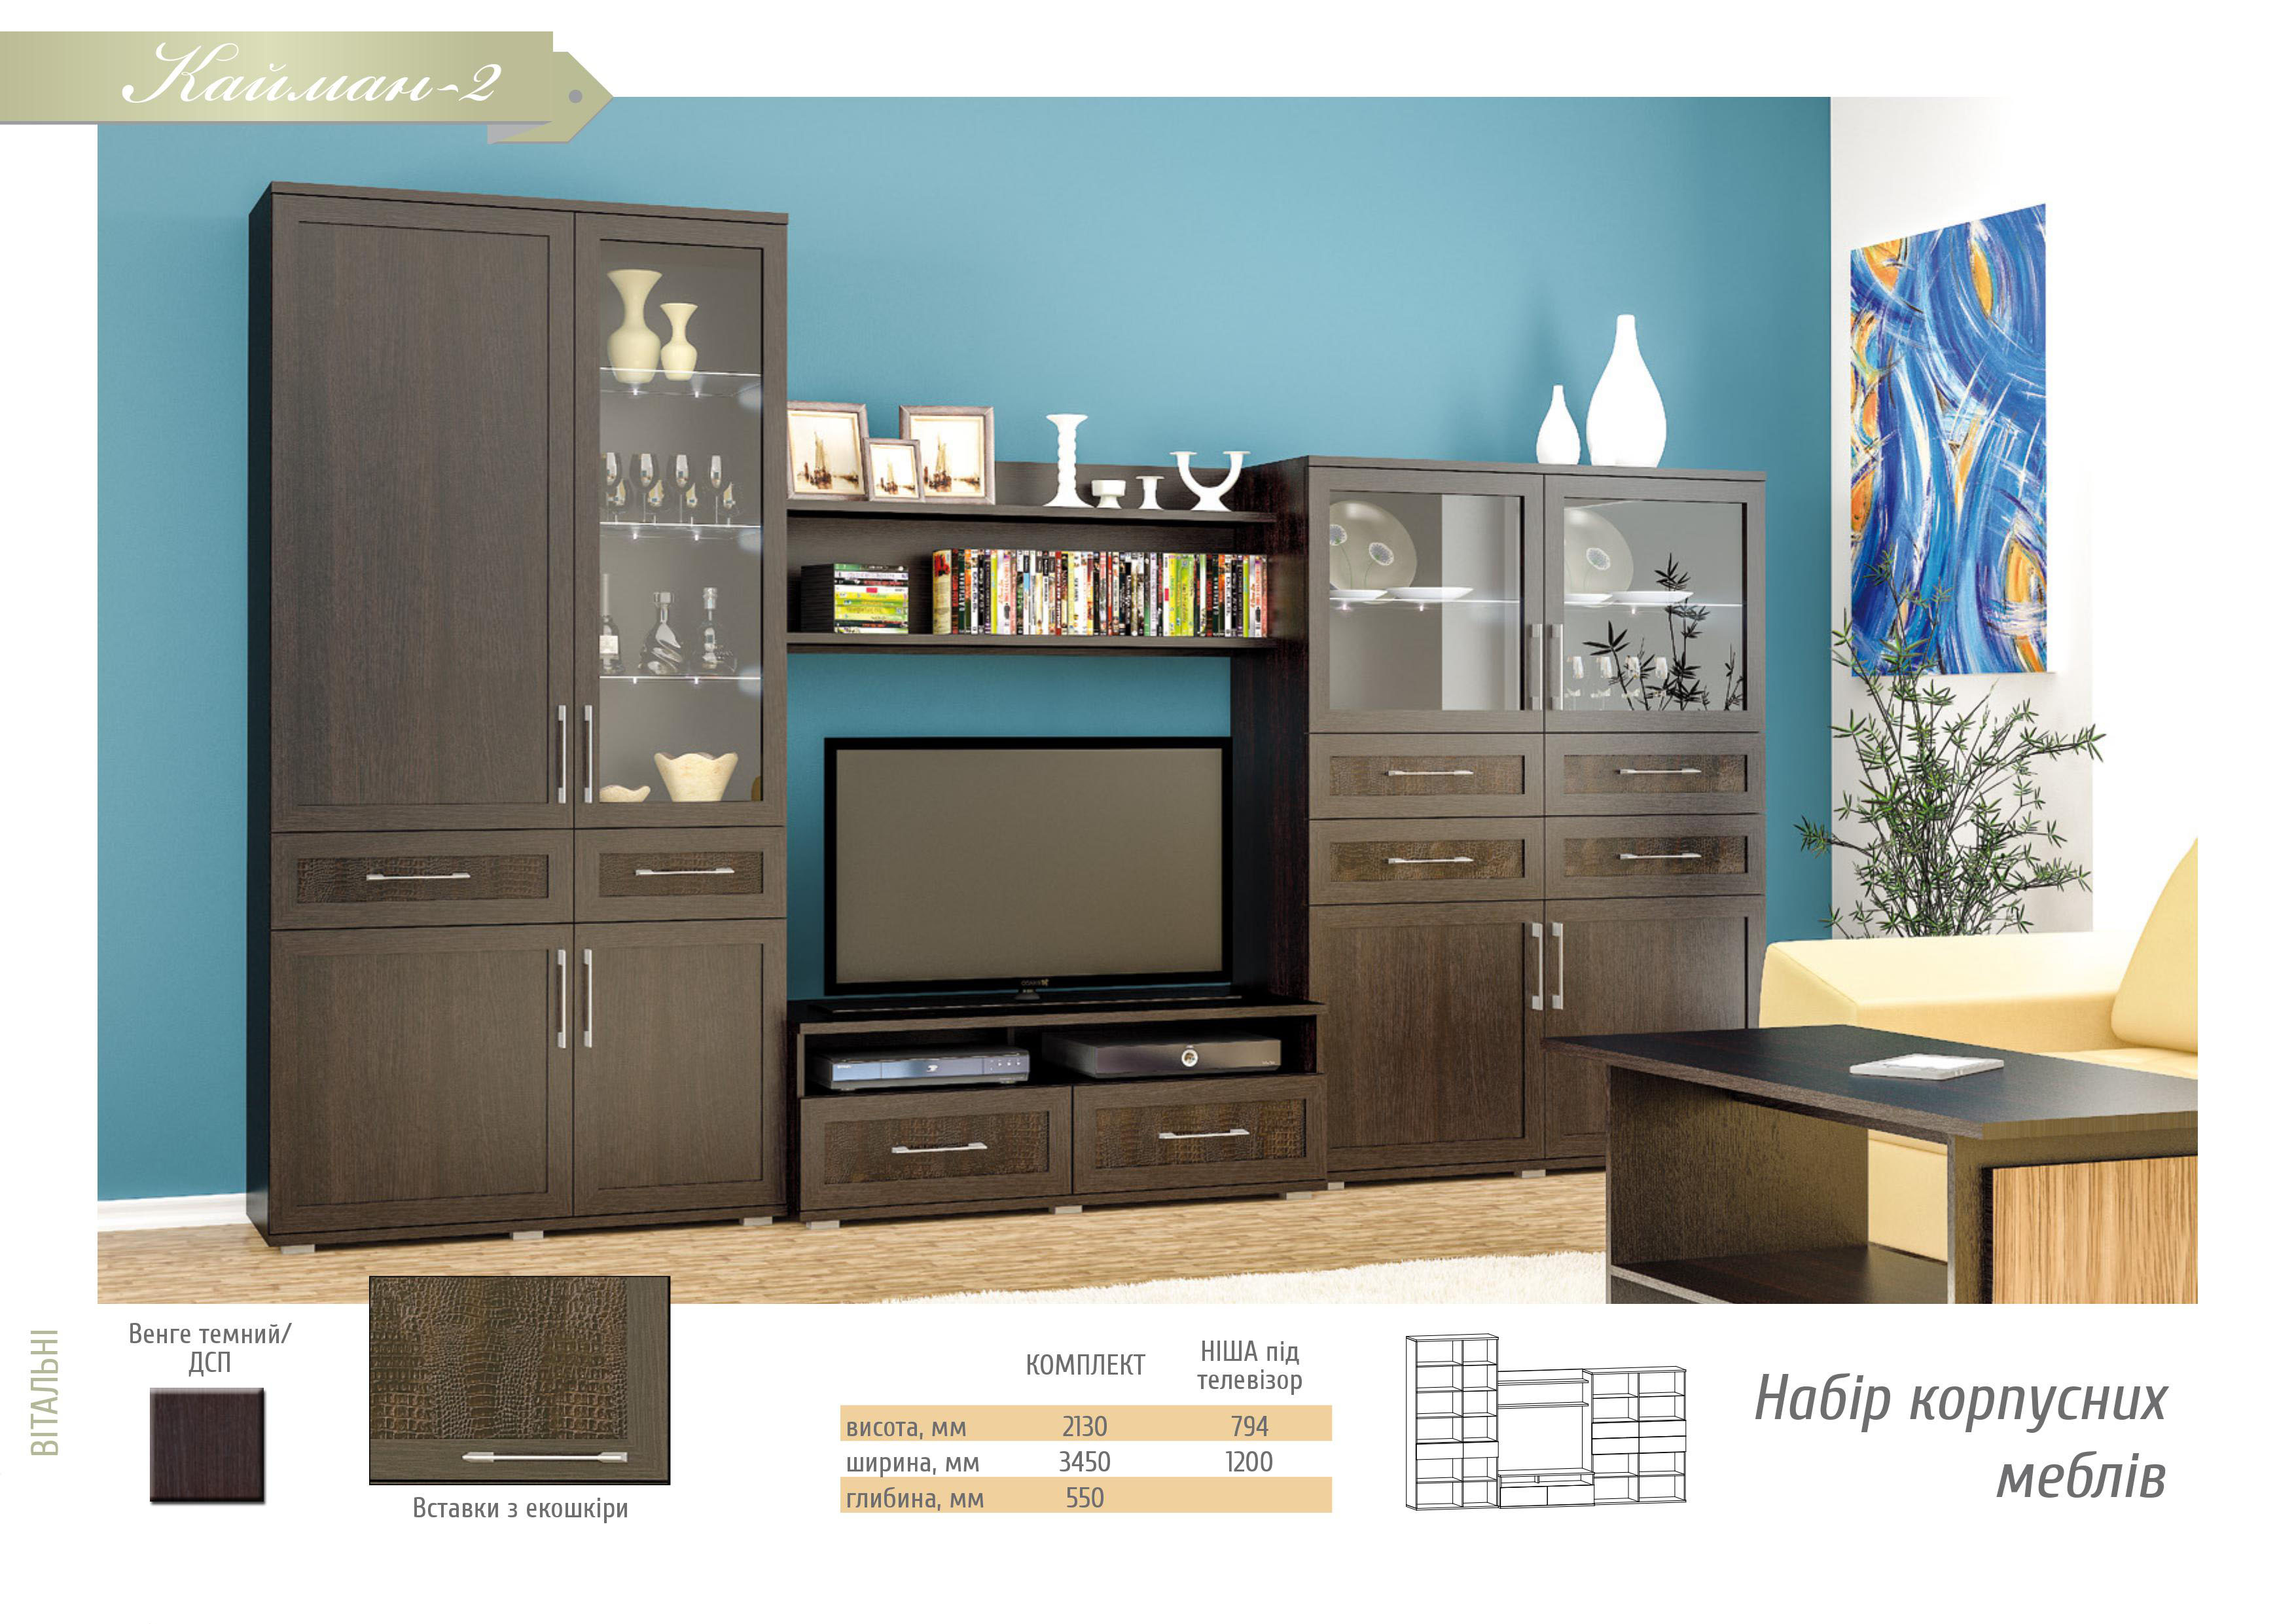 Кайман-2
ВІТАЛЬНІ
Венге темний/
ДСП
Вставки з екошкіри
КОМПЛЕКТ
НІША під
телевізор
висота, мм 2130 794
ширина, мм 3450 1200
глибина, мм 550
Набір корпусних
меблів